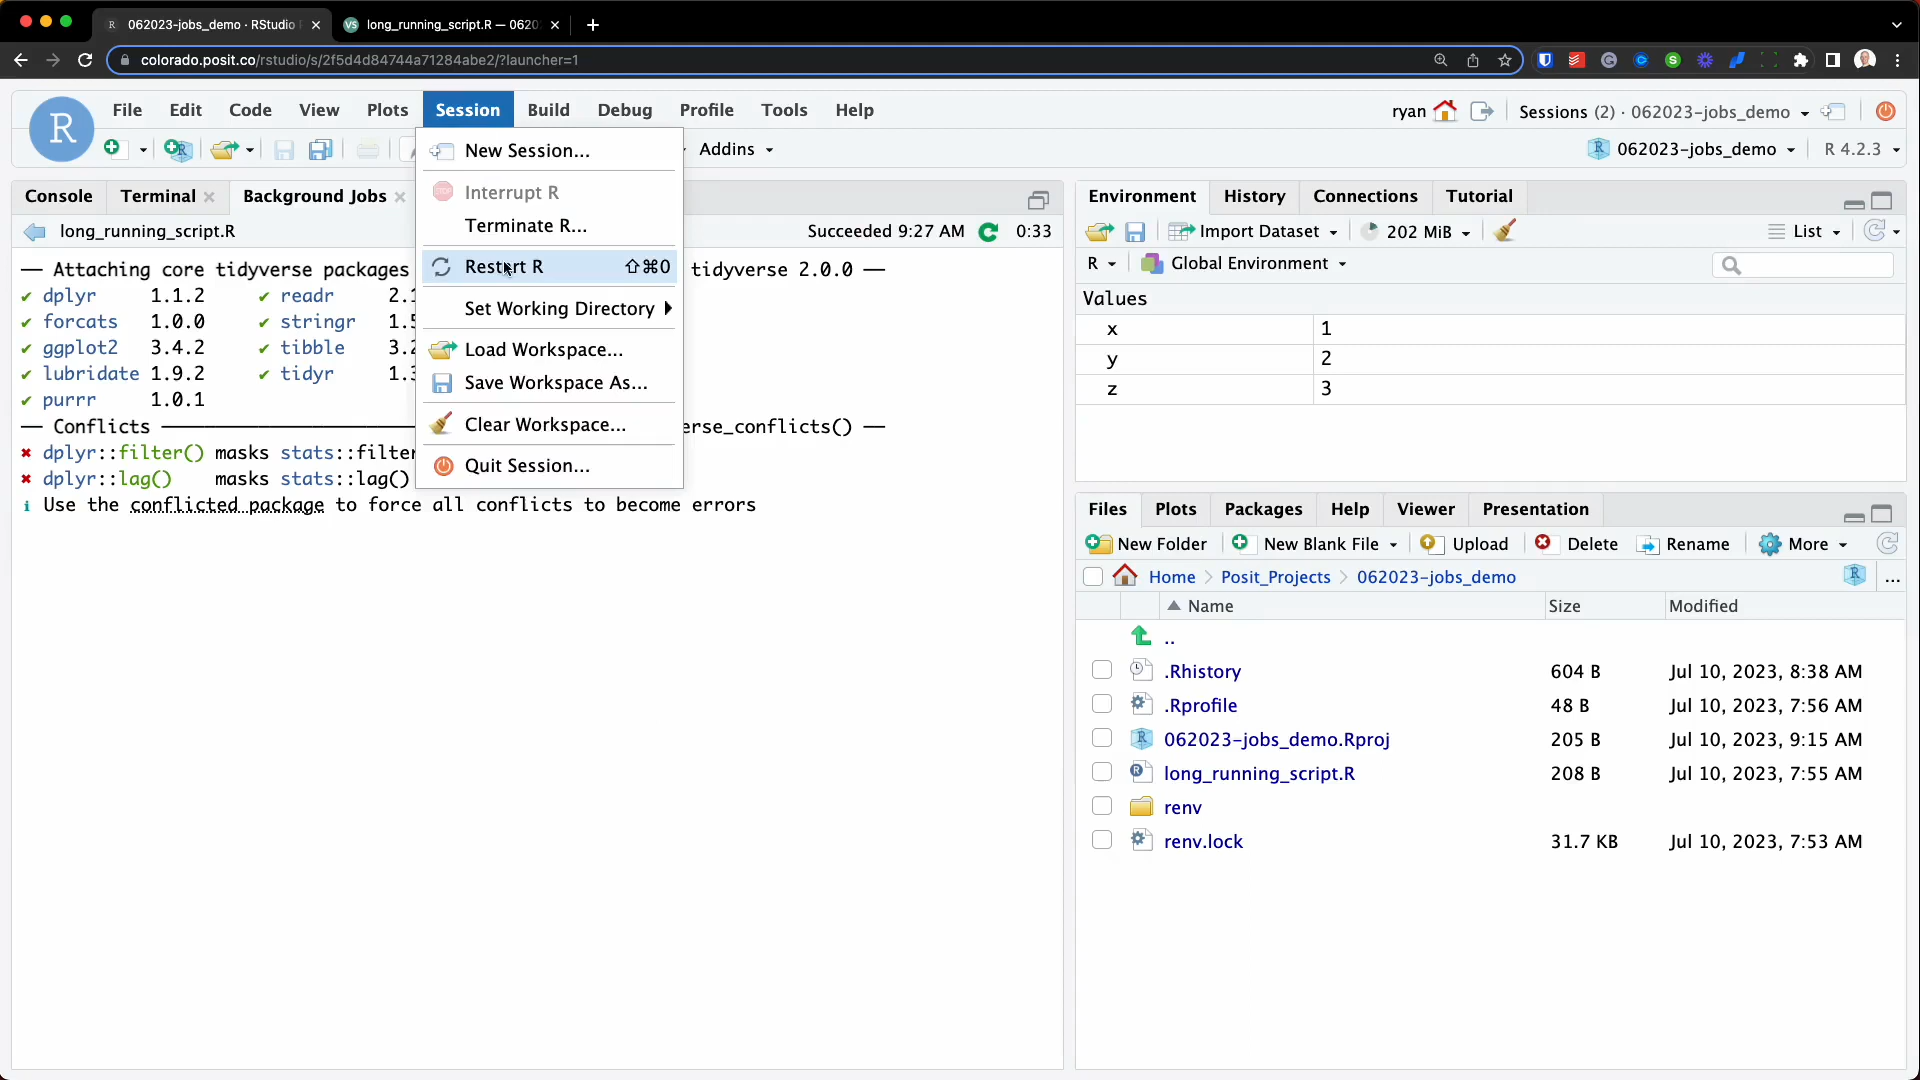 062023-jobs_demo · RStudio
long_running_script.R — 062
colorado.posit.co/rstudio/s/2f5d4d84744a71284abe2/?launcher=1
R File Edit Code View Plots Session Build Debug Profile Tools Help
ryan Sessions (2) · 062023-jobs_demo
Addins
062023-jobs_demo R 4.2.3
New Session...
Interrupt R
Terminate R...
Restart R ⇧⌘0
Set Working Directory
Load Workspace...
Save Workspace As...
Clear Workspace...
Quit Session...
Console Terminal Background Jobs
long_running_script.R Succeeded 9:27 AM 0:33
── Attaching core tidyverse packages tidyverse 2.0.0 ──
✔ dplyr 1.1.2 ✔ readr 2.1
✔ forcats 1.0.0 ✔ stringr 1.5
✔ ggplot2 3.4.2 ✔ tibble 3.2
✔ lubridate 1.9.2 ✔ tidyr 1.3
✔ purrr 1.0.1
── Conflicts ── erse_conflicts() ──
✖ dplyr::filter() masks stats::filter
✖ dplyr::lag() masks stats::lag()
ℹ Use the conflicted package to force all conflicts to become errors
Environment History Connections Tutorial
Import Dataset 202 MiB List
R Global Environment
Values
x 1
y 2
z 3
Files Plots Packages Help Viewer Presentation
New Folder New Blank File Upload Delete Rename More
Home Posit_Projects 062023-jobs_demo ...
Name Size Modified
..
.Rhistory 604 B Jul 10, 2023, 8:38 AM
.Rprofile 48 B Jul 10, 2023, 7:56 AM
062023-jobs_demo.Rproj 205 B Jul 10, 2023, 9:15 AM
long_running_script.R 208 B Jul 10, 2023, 7:55 AM
renv
renv.lock 31.7 KB Jul 10, 2023, 7:53 AM